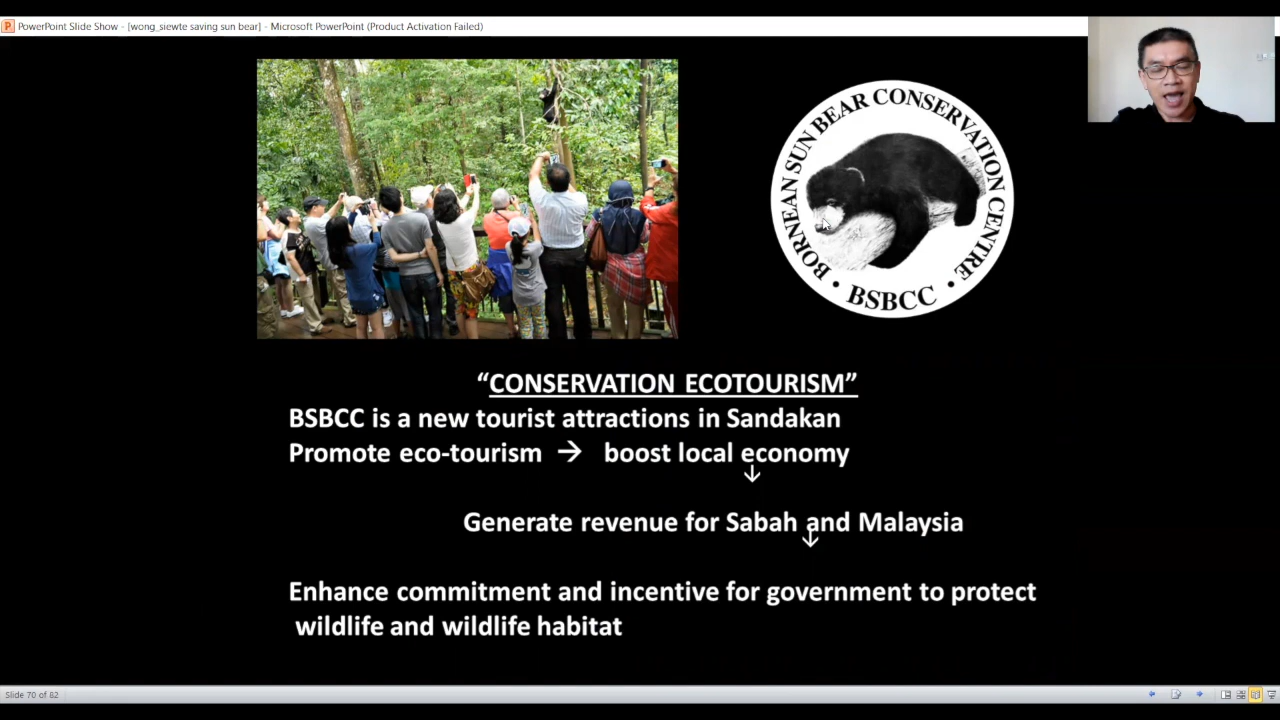 PowerPoint Slide Show - [wong_siewte saving sun bear] - Microsoft PowerPoint (Product Activation Failed)
BORNEAN SUN BEAR CONSERVATION CENTRE
• BSBCC •
“CONSERVATION ECOTOURISM”
BSBCC is a new tourist attractions in Sandakan
Promote eco-tourism → boost local economy
↓
Generate revenue for Sabah and Malaysia
↓
Enhance commitment and incentive for government to protect
wildlife and wildlife habitat
Slide 70 of 82